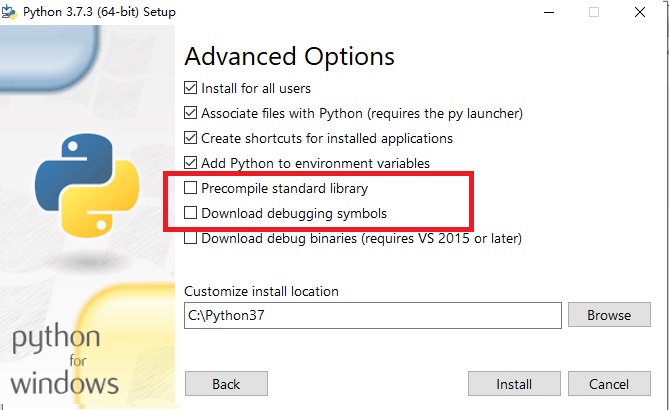 Python 3.7.3 (64-bit) Setup
Advanced Options
Install for all users
Associate files with Python (requires the py launcher)
Create shortcuts for installed applications
Add Python to environment variables
Precompile standard library
Download debugging symbols
Download debug binaries (requires VS 2015 or later)
Customize install location
C:\Python37
Browse
python
for
windows
Back
Install
Cancel